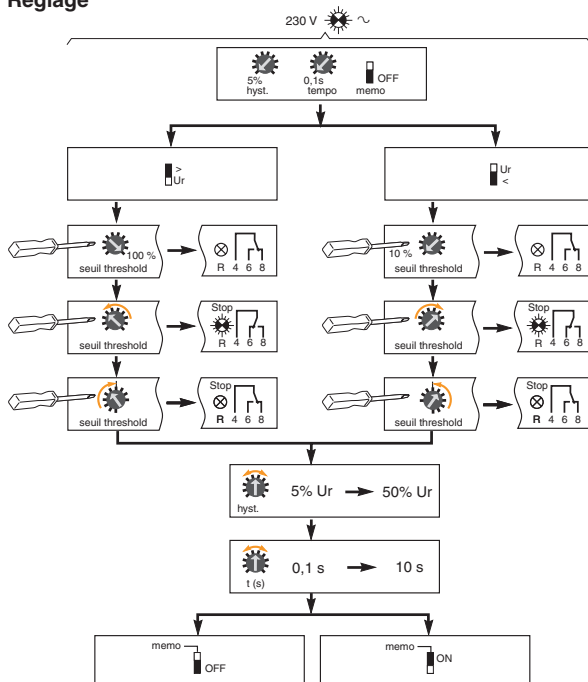 Réglage
230 V
5% hyst.
0,1s tempo
OFF
memo
>
Ur
Ur
<
100 %
seuil threshold
R 4 6 8
10 %
seuil threshold
R 4 6 8
seuil threshold
Stop
R 4 6 8
seuil threshold
Stop
R 4 6 8
seuil threshold
Stop
R 4 6 8
seuil threshold
Stop
R 4 6 8
hyst.
5% Ur 50% Ur
t (s)
0,1 s 10 s
memo
OFF
memo
ON